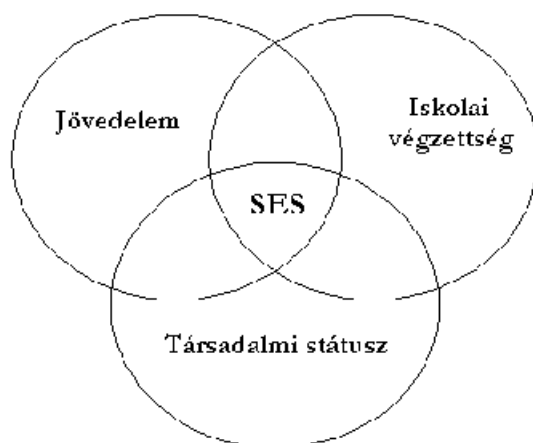 Jövedelem
Iskolai
végzettség
SES
Társadalmi státusz